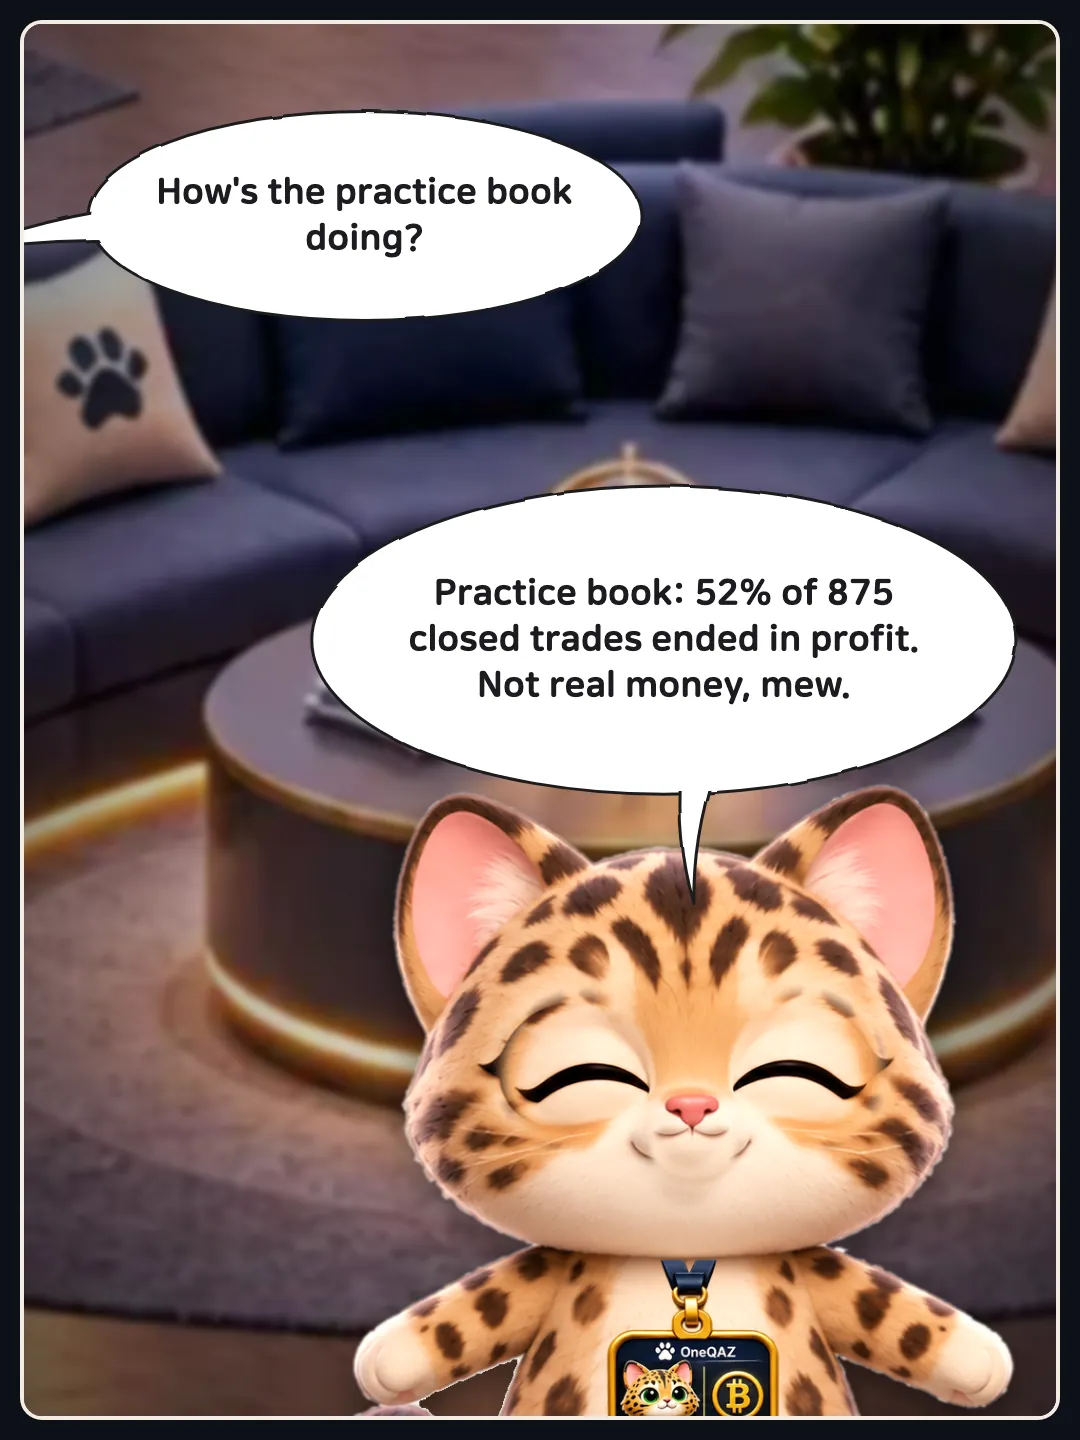 How's the practice book
doing?
Practice book: 52% of 875
closed trades ended in profit.
Not real money, mew.
OneQAZ